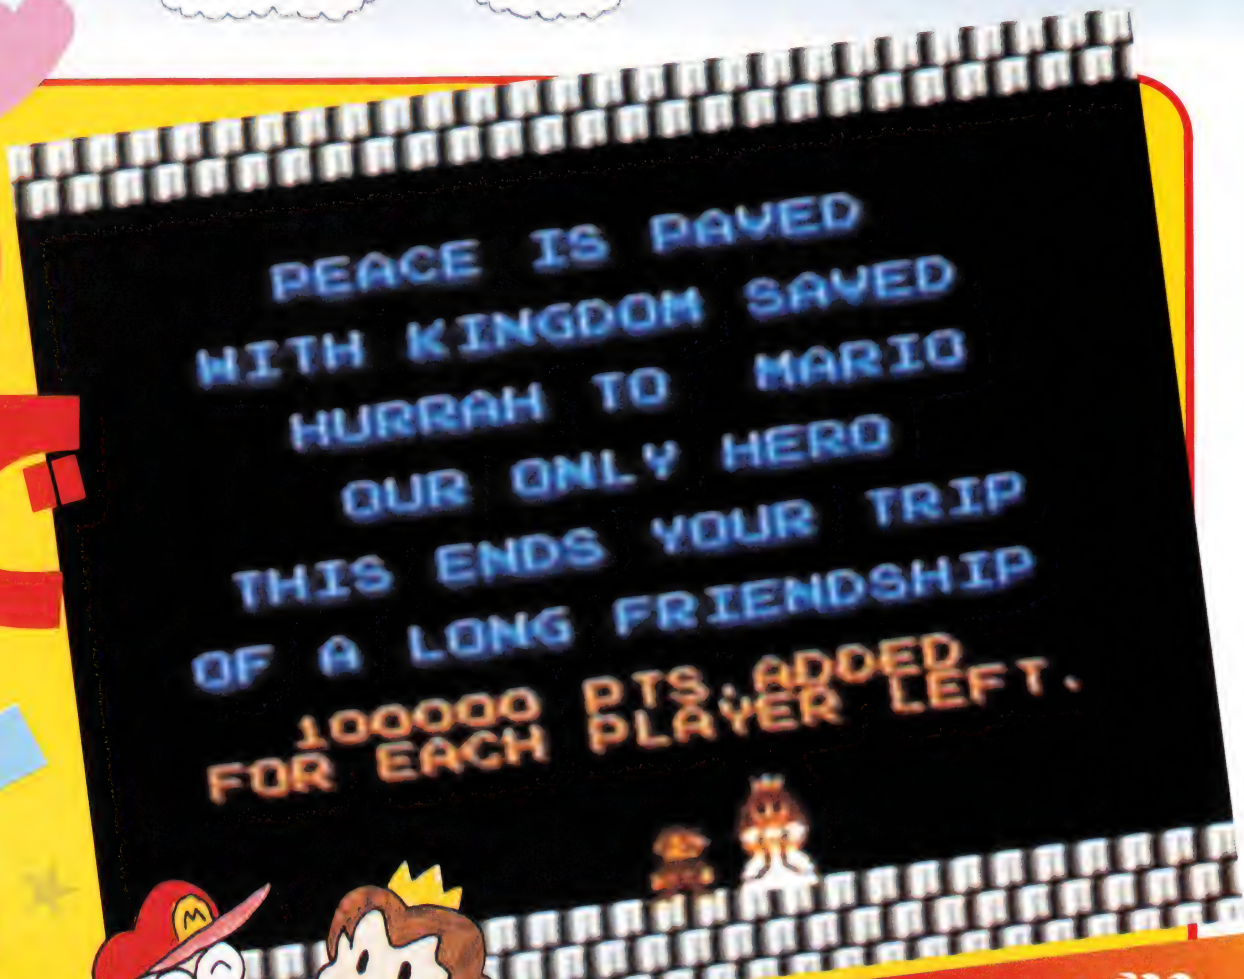 PEACE IS PAVED
WITH KINGDOM SAVED
HURRAH TO MARIO
OUR ONLY HERO
THIS ENDS YOUR TRIP
OF A LONG FRIENDSHIP
100000 PTS.ADDED
FOR EACH PLAYER LEFT.
M